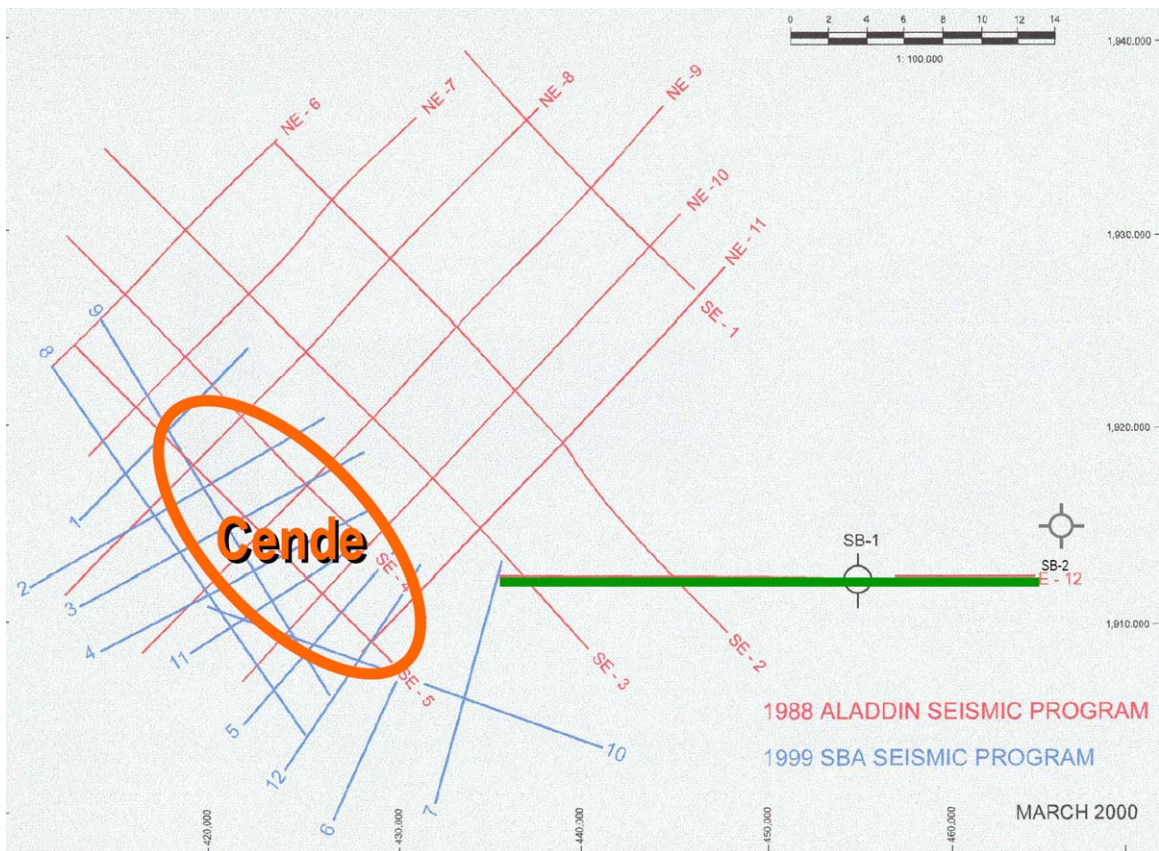 0 2 4 6 8 10 12 14
1: 100.000
1,940.000
NE - 6
NE - 7
NE - 8
NE - 9
NE - 10
NE - 11
1,930.000
SE - 1
9
8
1,920.000
1
Cende
SB-1
SB-2
E - 12
SE - 4
2
3
4
11
1,910.000
SE - 5
SE - 3
SE - 2
5
12
6
7
10
1988 ALADDIN SEISMIC PROGRAM
1999 SBA SEISMIC PROGRAM
MARCH 2000
420,000
430,000
440,000
450,000
460,000